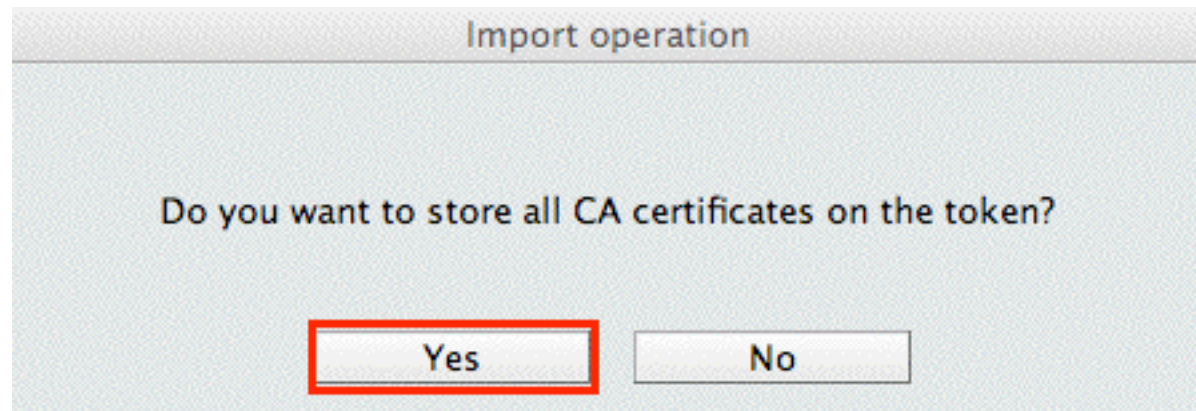 Import operation
Do you want to store all CA certificates on the token?
Yes
No